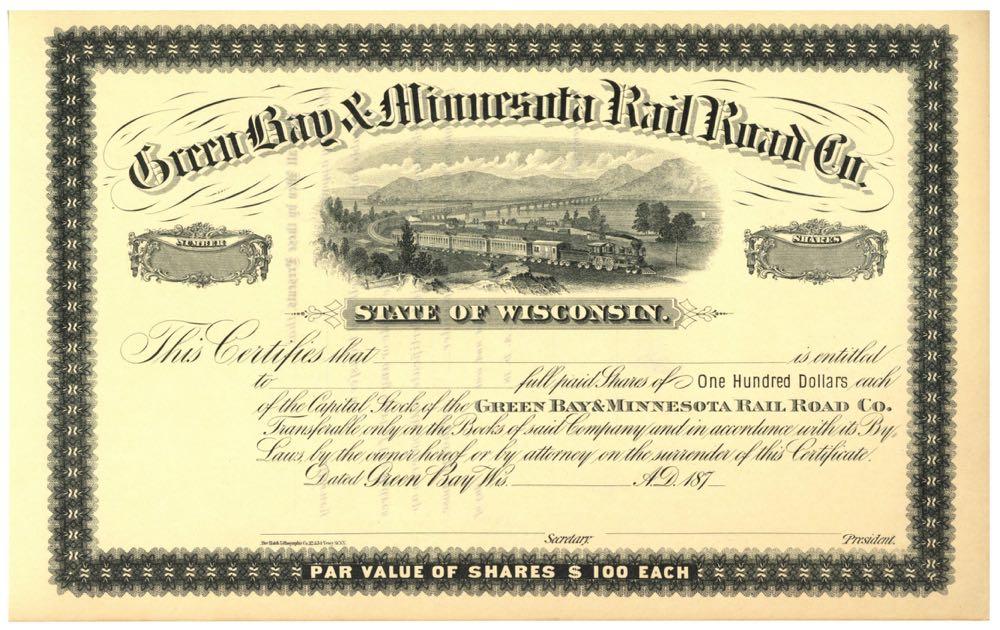 Green Bay & Minnesota Rail Road Co.
NUMBER
SHARES
STATE OF WISCONSIN.
This Certifies that is entitled
to full paid Shares of One Hundred Dollars each
of the Capital Stock of the GREEN BAY & MINNESOTA RAIL ROAD CO.
Transferable only on the Books of said Company and in accordance with its By-
Laws by the owner hereof or by attorney on the surrender of this Certificate.
Dated Green Bay Wis. A.D. 187
Secretary.
President.
PAR VALUE OF SHARES $ 100 EACH